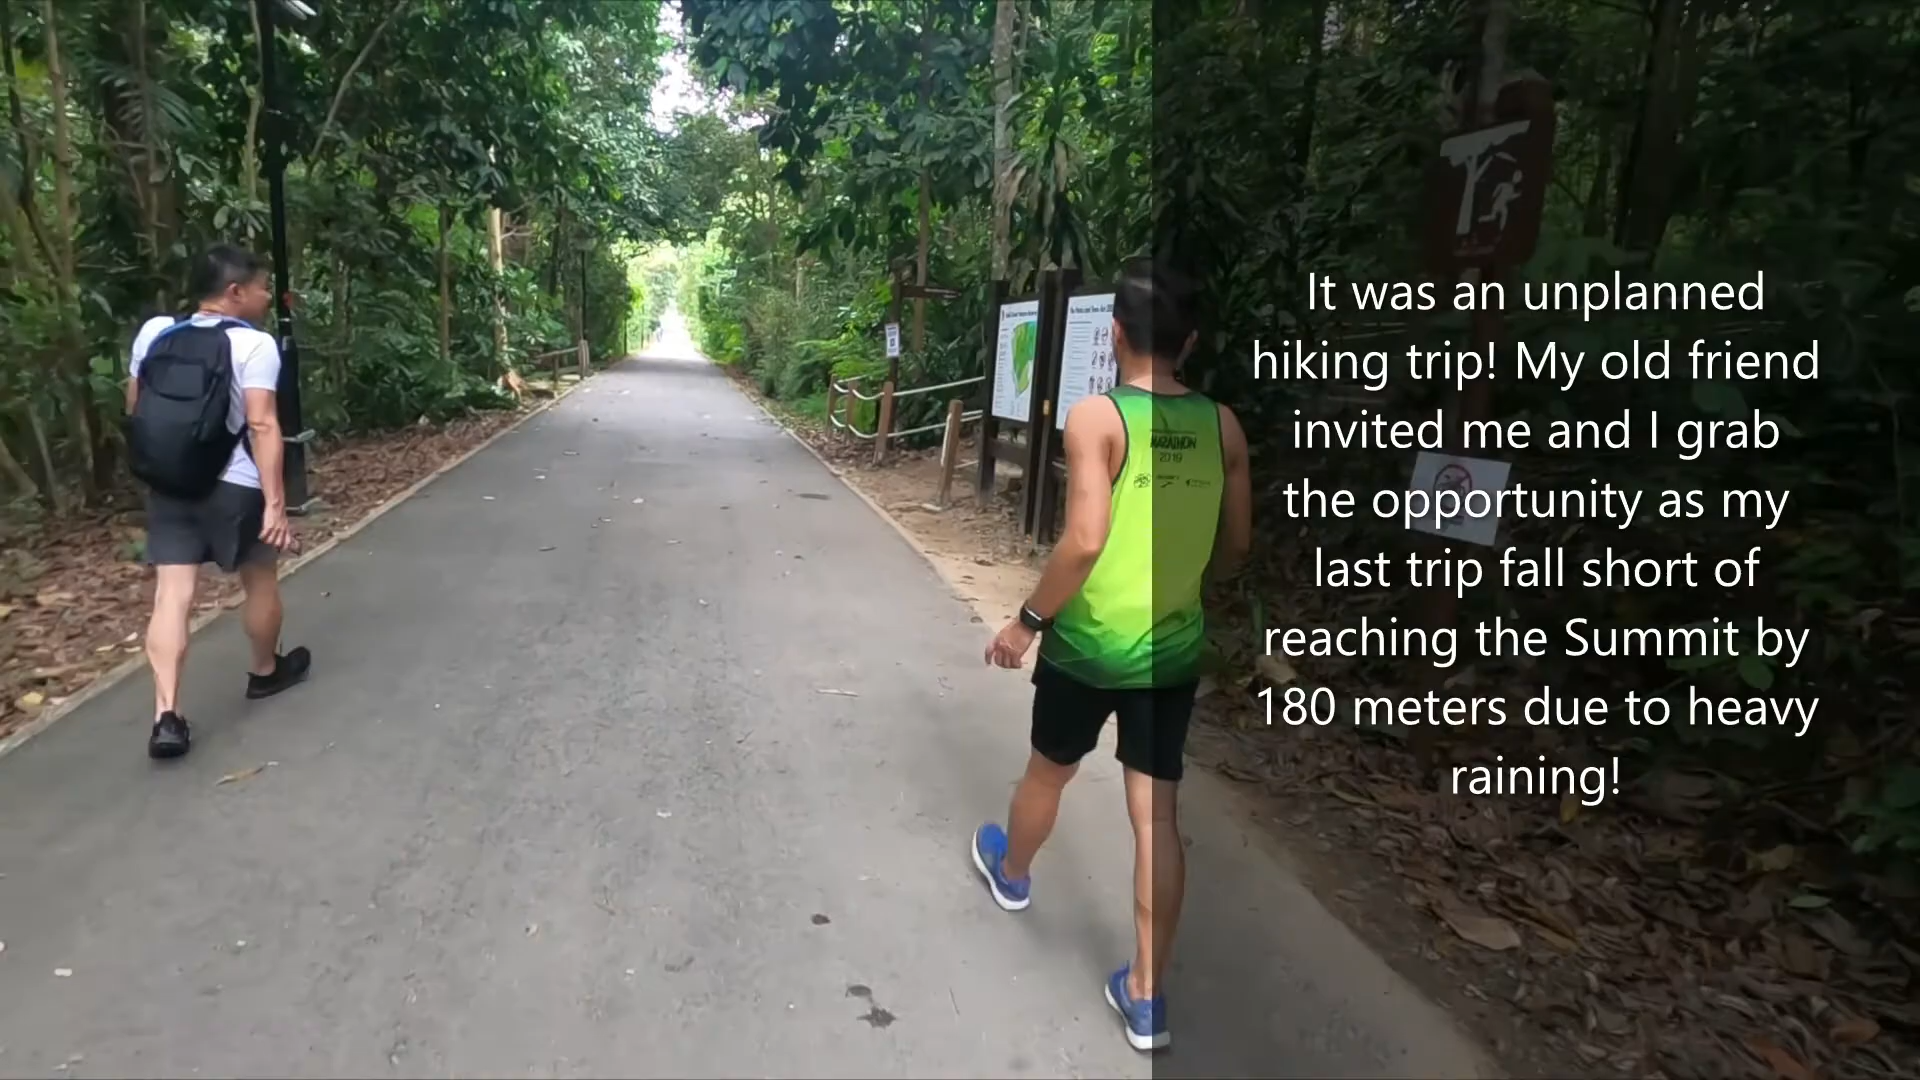 MARATHON
2019
It was an unplanned
hiking trip! My old friend
invited me and I grab
the opportunity as my
last trip fall short of
reaching the Summit by
180 meters due to heavy
raining!